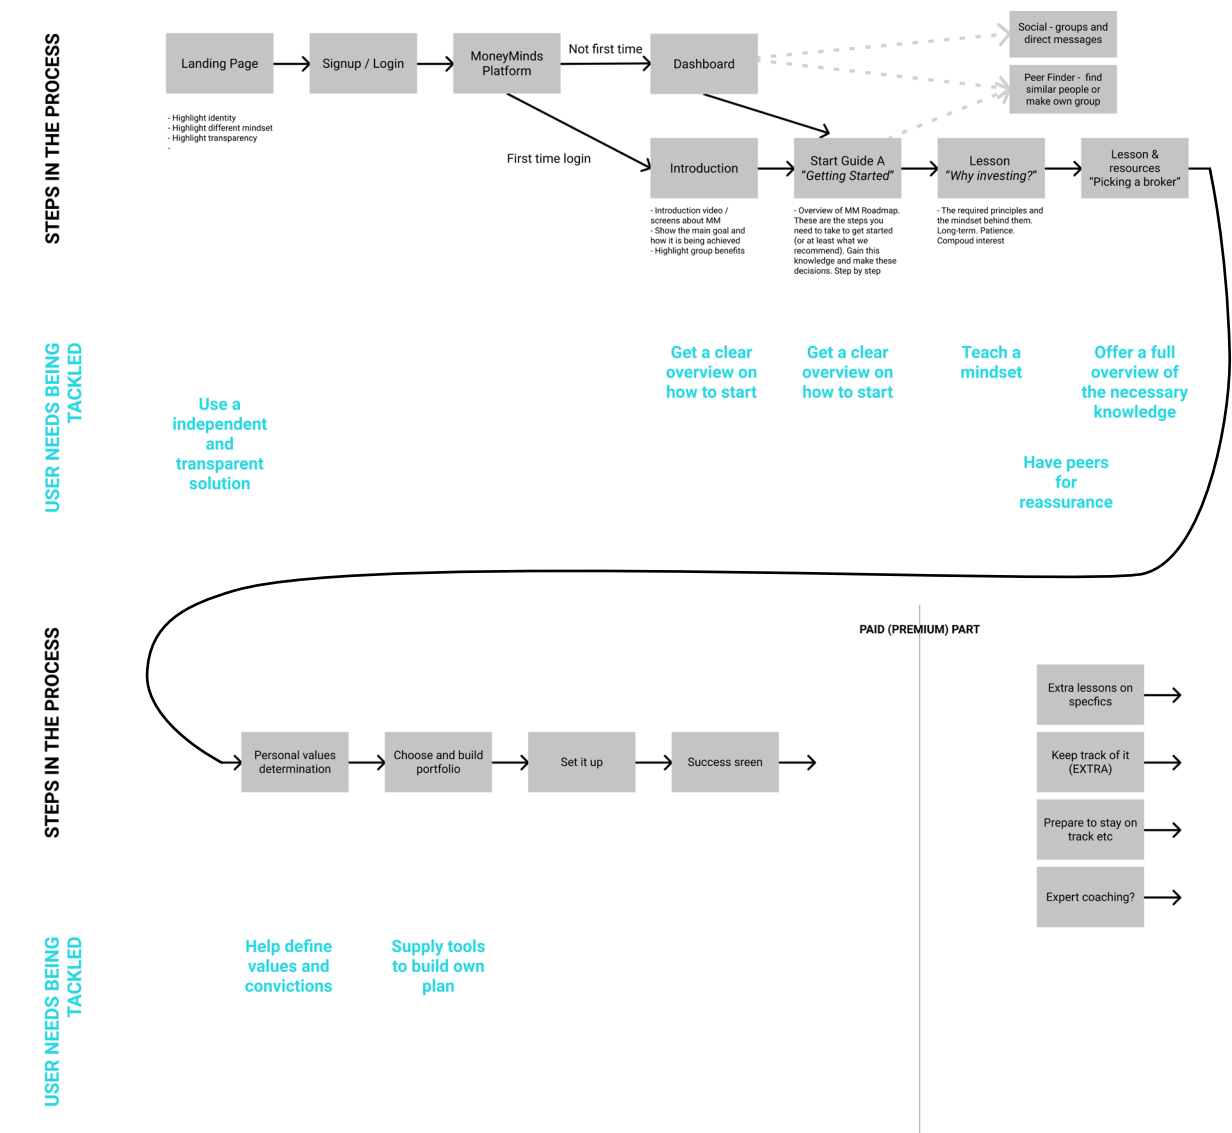 STEPS IN THE PROCESS
Landing Page
Signup / Login
MoneyMinds
Platform
Not first time
Dashboard
Social - groups and
direct messages
Peer Finder - find
similar people or
make own group
- Highlight identity
- Highlight different mindset
- Highlight transparency
-
First time login
Introduction
Start Guide A
"Getting Started"
Lesson
"Why investing?"
Lesson &
resources
"Picking a broker"
- Introduction video /
screens about MM
- Show the main goal and
how it is being achieved
- Highlight group benefits
- Overview of MM Roadmap.
These are the steps you
need to take to get started
(or at least what we
recommend). Gain this
knowledge and make these
decisions. Step by step
- The required principles and
the mindset behind them.
Long-term. Patience.
Compoud interest
USER NEEDS BEING
TACKLED
Use a
independent
and
transparent
solution
Get a clear
overview on
how to start
Get a clear
overview on
how to start
Teach a
mindset
Offer a full
overview of
the necessary
knowledge
Have peers
for
reassurance
STEPS IN THE PROCESS
PAID (PREMIUM) PART
Personal values
determination
Choose and build
portfolio
Set it up
Success sreen
Extra lessons on
specfics
Keep track of it
(EXTRA)
Prepare to stay on
track etc
Expert coaching?
USER NEEDS BEING
TACKLED
Help define
values and
convictions
Supply tools
to build own
plan